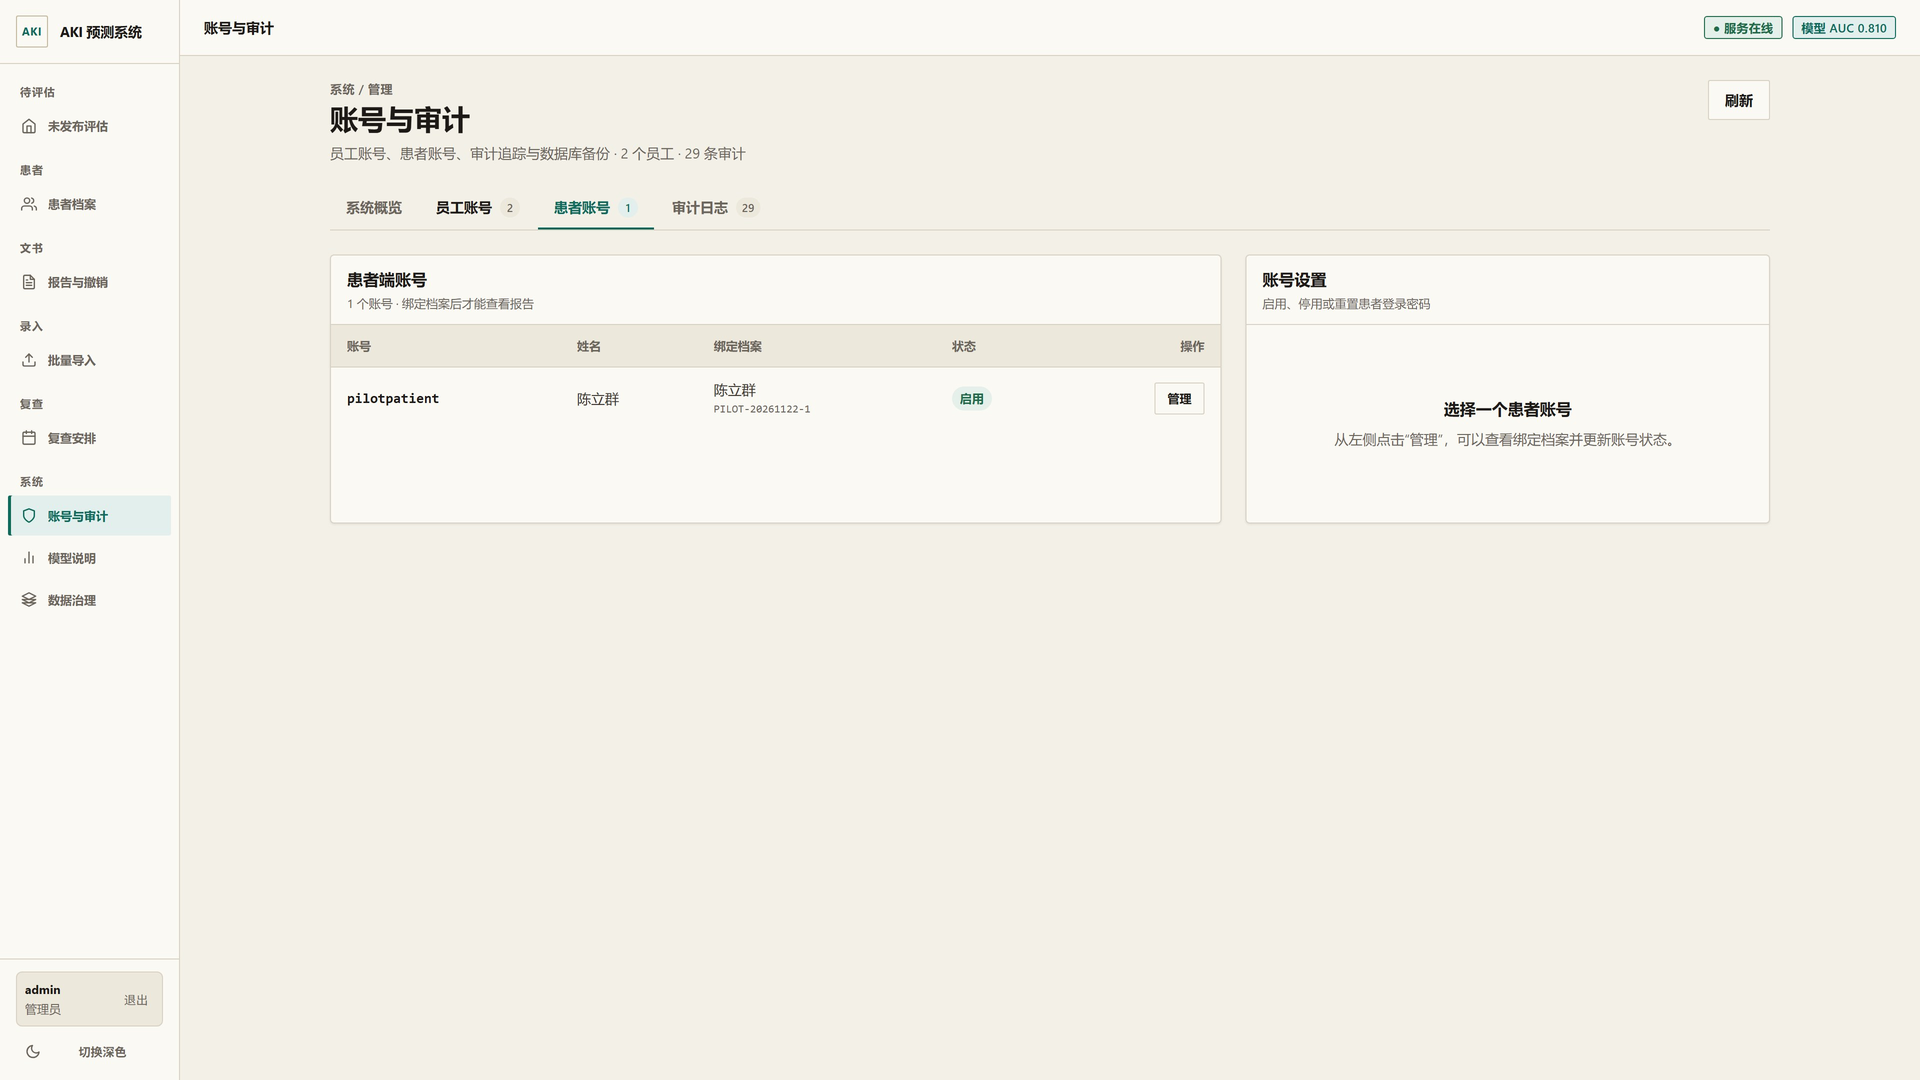 AKI
AKI 预测系统
待评估
未发布评估
患者
患者档案
文书
报告与撤销
录入
批量导入
复查
复查安排
系统
账号与审计
模型说明
数据治理
admin
管理员
退出
切换深色
账号与审计
服务在线
模型 AUC 0.810
系统 / 管理
账号与审计
员工账号、患者账号、审计追踪与数据库备份 · 2 个员工 · 29 条审计
刷新
系统概览 员工账号 2 患者账号 1 审计日志 29
患者端账号
1 个账号 · 绑定档案后才能查看报告
账号 姓名 绑定档案 状态 操作
pilotpatient 陈立群 陈立群 启用 管理
PILOT-20261122-1
账号设置
启用、停用或重置患者登录密码
选择一个患者账号
从左侧点击“管理”，可以查看绑定档案并更新账号状态。